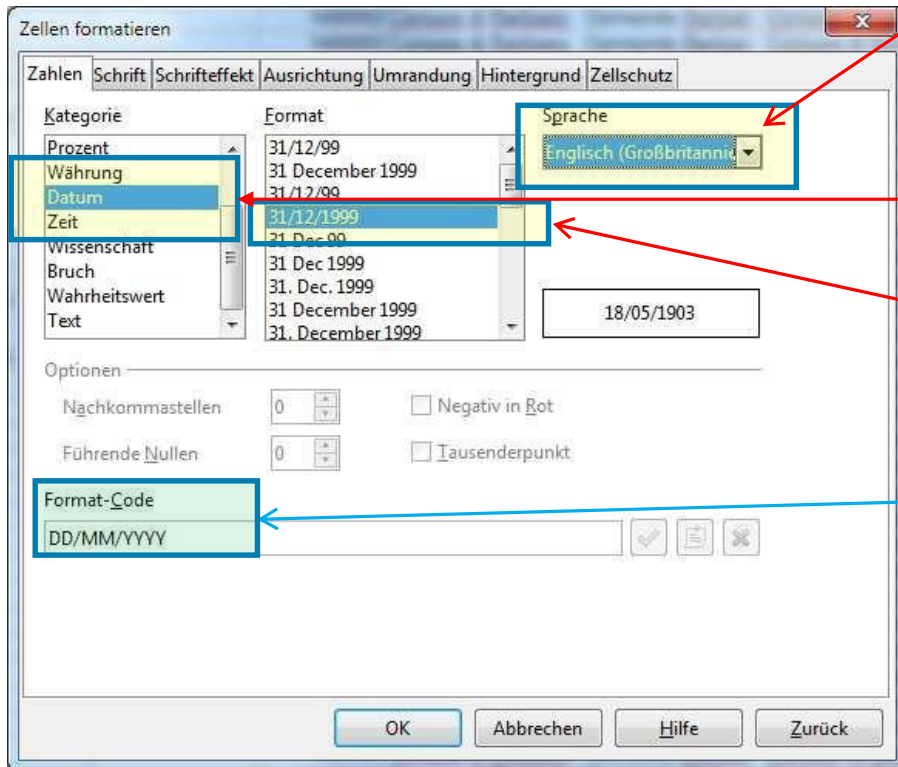 Zellen formatieren
Zahlen Schrift Schrifteffekt Ausrichtung Umrandung Hintergrund Zellschutz
Kategorie
Prozent
Währung
Datum
Zeit
Wissenschaft
Bruch
Wahrheitswert
Text
Format
31/12/99
31 December 1999
31/12/99
31/12/1999
31 Dec 99
31 Dec 1999
31. Dec. 1999
31 December 1999
31. December 1999
Sprache
Englisch (Großbritannie
18/05/1903
Optionen
Nachkommastellen 0 Negativ in Rot
Führende Nullen 0 Tausenderpunkt
Format-Code
DD/MM/YYYY
OK Abbrechen Hilfe Zurück